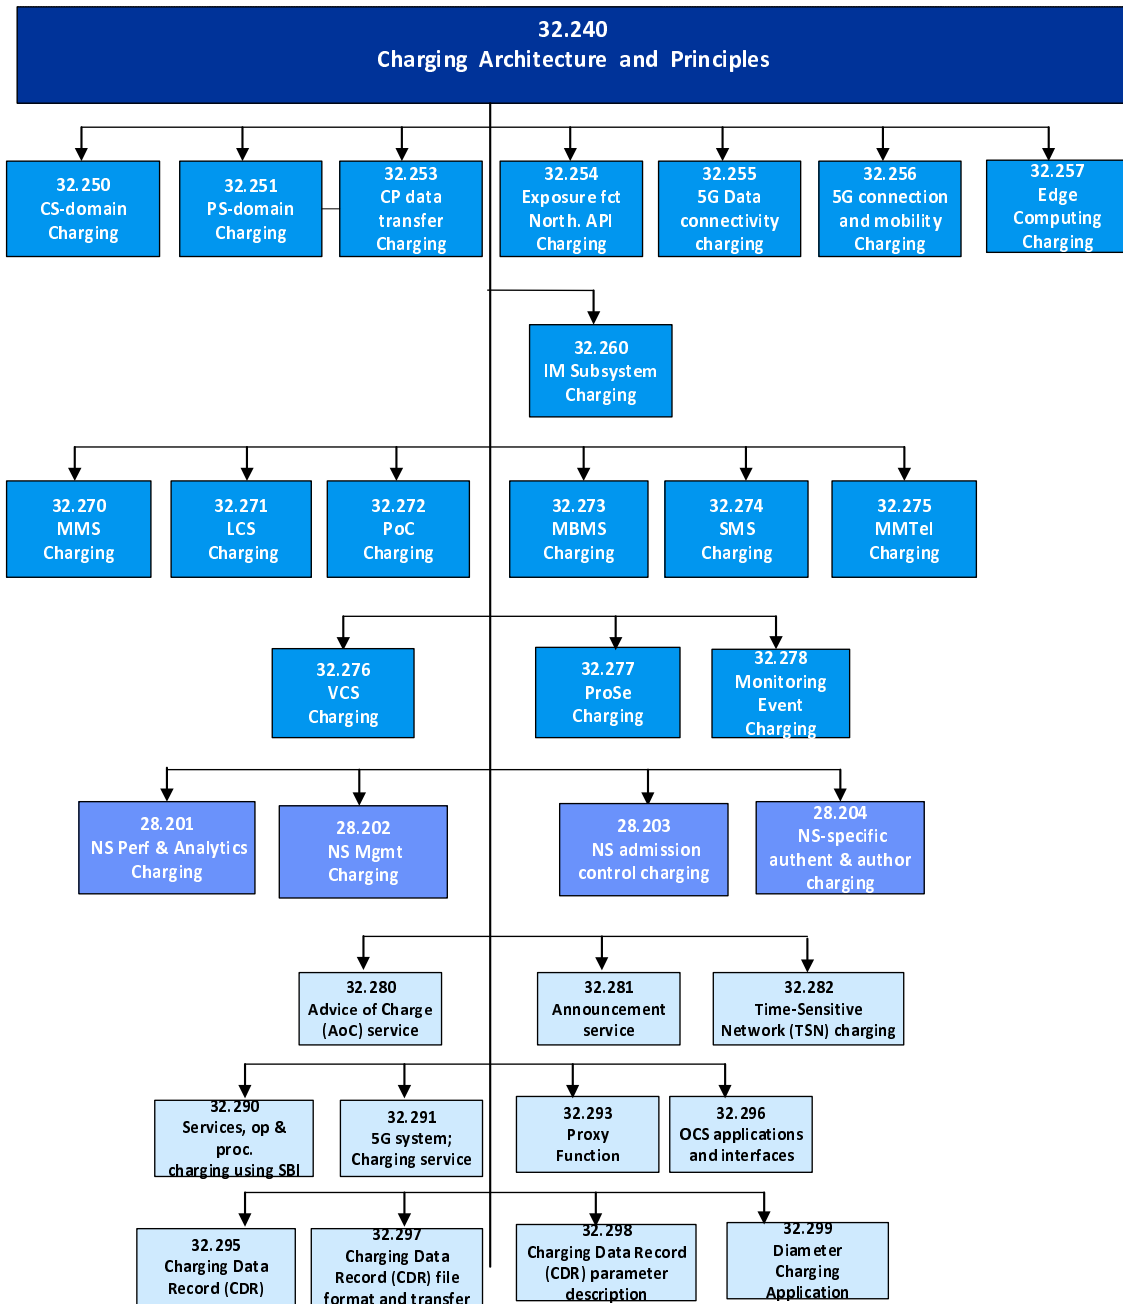 32.240
Charging Architecture and Principles
32.250
CS-domain
Charging
32.251
PS-domain
Charging
32.253
CP data
transfer
Charging
32.254
Exposure fct
North. API
Charging
32.255
5G Data
connectivity
charging
32.256
5G connection
and mobility
Charging
32.257
Edge
Computing
Charging
32.260
IM Subsystem
Charging
32.270
MMS
Charging
32.271
LCS
Charging
32.272
PoC
Charging
32.273
MBMS
Charging
32.274
SMS
Charging
32.275
MMTel
Charging
32.276
VCS
Charging
32.277
ProSe
Charging
32.278
Monitoring
Event
Charging
28.201
NS Perf & Analytics
Charging
28.202
NS Mgmt
Charging
28.203
NS admission
control charging
28.204
NS-specific
authent & author
charging
32.280
Advice of Charge
(AoC) service
32.281
Announcement
service
32.282
Time-Sensitive
Network (TSN) charging
32.290
Services, op &
proc.
charging using SBI
32.291
5G system;
Charging service
32.293
Proxy
Function
32.296
OCS applications
and interfaces
32.295
Charging Data
Record (CDR)
32.297
Charging Data
Record (CDR) file
format and transfer
32.298
Charging Data Record
(CDR) parameter
description
32.299
Diameter
Charging
Application